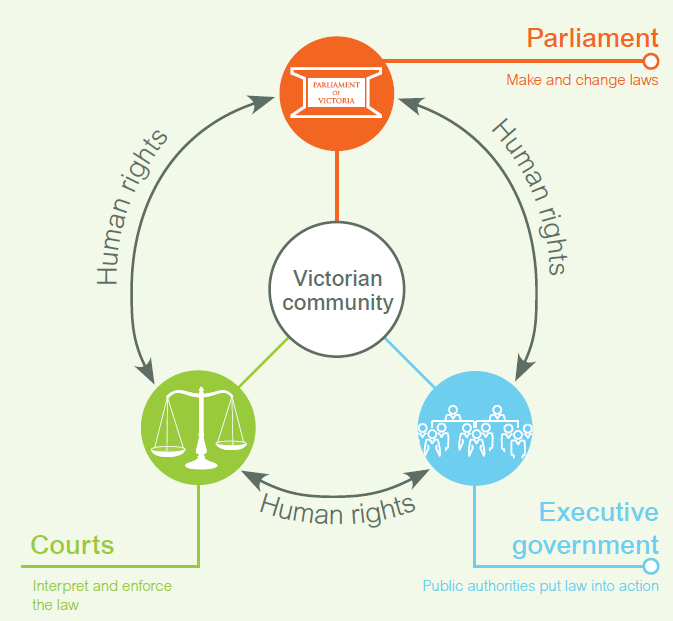 Parliament
Make and change laws
PARLIAMENT
OF
VICTORIA
Human rights
Human rights
Victorian
community
Human rights
Courts
Interpret and enforce
the law
Executive
government
Public authorities put law into action